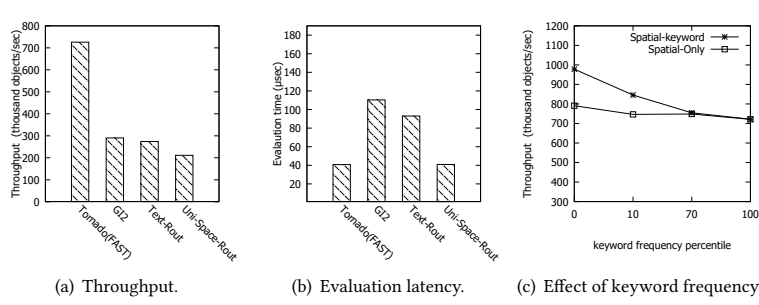 Throughput (thousand objects/sec)
800
700
600
500
400
300
200
100
0
Tornado(FAST)
GI2
Text-Rout
Uni-Space-Rout
(a) Throughput.
Evalaution time (μsec)
180
160
140
120
100
80
60
40
20
Tornado(FAST)
GI2
Text-Rout
Uni-Space-Rout
(b) Evaluation latency.
Throughput (thousand objects/sec)
1200
1100
1000
900
800
700
600
500
400
300
Spatial-keyword
Spatial-Only
0 10 70 100
keyword frequency percentile
(c) Effect of keyword frequency